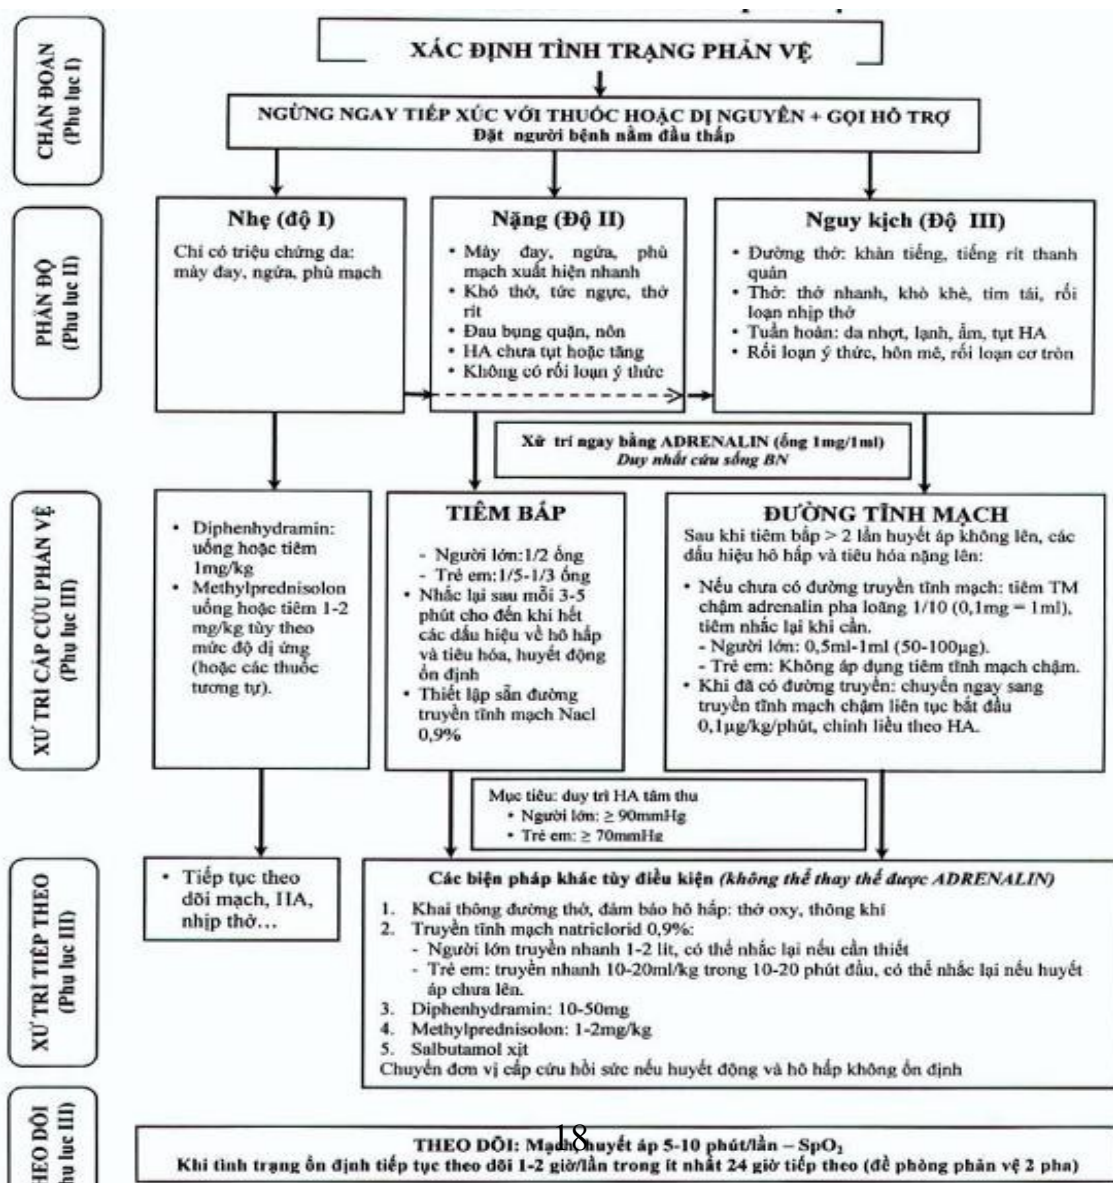 XÁC ĐỊNH TÌNH TRẠNG PHẢN VỆ
NGỪNG NGAY TIẾP XÚC VỚI THUỐC HOẶC DỊ NGUYÊN + GỌI HỖ TRỢ
Đặt người bệnh nằm đầu thấp
CHẨN ĐOÁN
(Phụ lục I)
PHÂN ĐỘ
(Phụ lục II)
Nhẹ (độ I)
Chỉ có triệu chứng da:
mày đay, ngứa, phù mạch
Nặng (Độ II)
• Mày đay, ngứa, phù
mạch xuất hiện nhanh
• Khó thở, tức ngực, thở
rít
• Đau bụng quặn, nôn
• HA chưa tụt hoặc tăng
• Không có rối loạn ý thức
Nguy kịch (Độ III)
• Đường thở: khàn tiếng, tiếng rít thanh
quản
• Thở: thở nhanh, khò khè, tím tái, rối
loạn nhịp thở
• Tuần hoàn: da nhợt, lạnh, ẩm, tụt HA
• Rối loạn ý thức, hôn mê, rối loạn cơ tròn
Xử trí ngay bằng ADRENALIN (ống 1mg/1ml)
Duy nhất cứu sống BN
XỬ TRÍ CẤP CỨU PHẢN VỆ
(Phụ lục III)
• Diphenhydramin:
uống hoặc tiêm
1mg/kg
• Methylprednisolon
uống hoặc tiêm 1-2
mg/kg tùy theo
mức độ dị ứng
(hoặc các thuốc
tương tự).
TIÊM BẮP
- Người lớn:1/2 ống
- Trẻ em:1/5-1/3 ống
• Nhắc lại sau mỗi 3-5
phút cho đến khi hết
các dấu hiệu về hô hấp
và tiêu hóa, huyết động
ổn định
• Thiết lập sẵn đường
truyền tĩnh mạch Nacl
0,9%
ĐƯỜNG TĨNH MẠCH
Sau khi tiêm bắp > 2 lần huyết áp không lên, các
dấu hiệu hô hấp và tiêu hóa nặng lên:
• Nếu chưa có đường truyền tĩnh mạch: tiêm TM
chậm adrenalin pha loãng 1/10 (0,1mg = 1ml),
tiêm nhắc lại khi cần.
- Người lớn: 0,5ml-1ml (50-100µg).
- Trẻ em: Không áp dụng tiêm tĩnh mạch chậm.
• Khi đã có đường truyền: chuyển ngay sang
truyền tĩnh mạch chậm liên tục bắt đầu
0,1µg/kg/phút, chỉnh liều theo HA.
Mục tiêu: duy trì HA tâm thu
• Người lớn: ≥ 90mmHg
• Trẻ em: ≥ 70mmHg
XỬ TRÍ TIẾP THEO
(Phụ lục III)
• Tiếp tục theo
dõi mạch, HA,
nhịp thở…
Các biện pháp khác tùy điều kiện (không thể thay thế được ADRENALIN)
1. Khai thông đường thở, đảm bảo hô hấp: thở oxy, thông khí
2. Truyền tĩnh mạch natriclorid 0,9%:
- Người lớn truyền nhanh 1-2 lít, có thể nhắc lại nếu cần thiết
- Trẻ em: truyền nhanh 10-20ml/kg trong 10-20 phút đầu, có thể nhắc lại nếu huyết
áp chưa lên.
3. Diphenhydramin: 10-50mg
4. Methylprednisolon: 1-2mg/kg
5. Salbutamol xịt
Chuyển đơn vị cấp cứu hồi sức nếu huyết động và hô hấp không ổn định
THEO DÕI: Mạch, huyết áp 5-10 phút/lần – SpO₂
Khi tình trạng ổn định tiếp tục theo dõi 1-2 giờ/lần trong ít nhất 24 giờ tiếp theo (đề phòng phản vệ 2 pha)
18